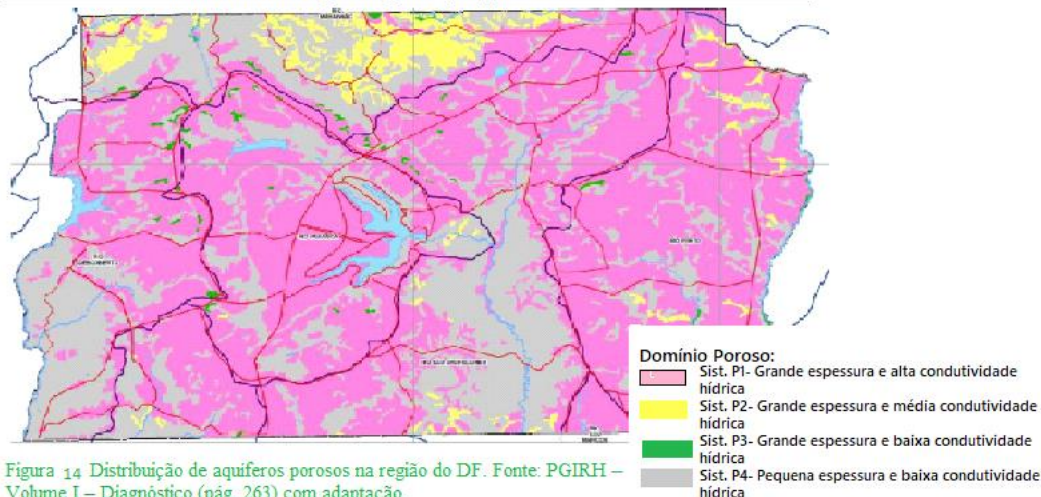 RIO PRETO
Domínio Poroso:
Sist. P1- Grande espessura e alta condutividade
hídrica
Sist. P2- Grande espessura e média condutividade
hídrica
Sist. P3- Grande espessura e baixa condutividade
hídrica
Sist. P4- Pequena espessura e baixa condutividade
hídrica
Figura 14 Distribuição de aquíferos porosos na região do DF. Fonte: PGIRH –
Volume I – Diagnóstico (pág. 263) com adaptação